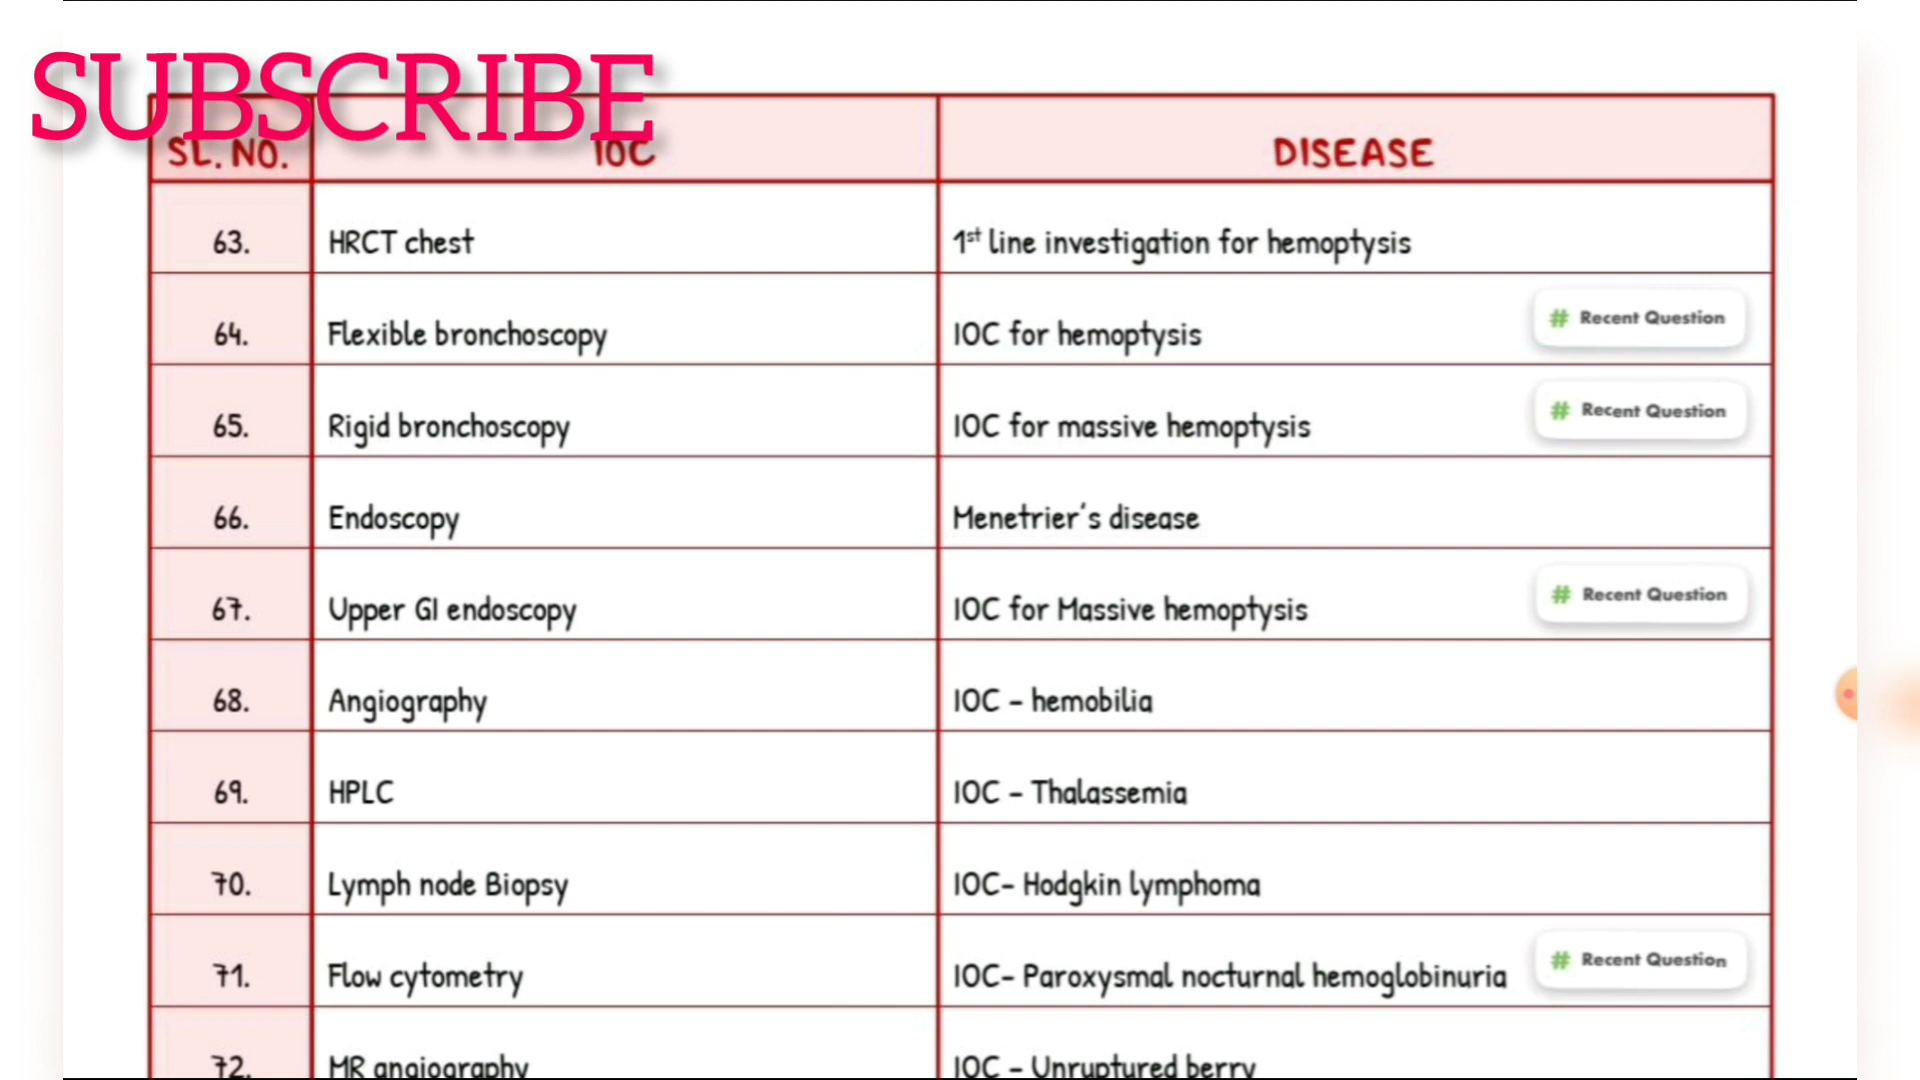 SUBSCRIBE
SL. NO. IOC DISEASE
63. HRCT chest 1st line investigation for hemoptysis
64. Flexible bronchoscopy IOC for hemoptysis # Recent Question
65. Rigid bronchoscopy IOC for massive hemoptysis # Recent Question
66. Endoscopy Menetrier's disease
67. Upper GI endoscopy IOC for Massive hemoptysis # Recent Question
68. Angiography IOC - hemobilia
69. HPLC IOC - Thalassemia
70. Lymph node Biopsy IOC- Hodgkin lymphoma
71. Flow cytometry IOC- Paroxysmal nocturnal hemoglobinuria # Recent Question
72. MR angiography IOC - Unruptured berry